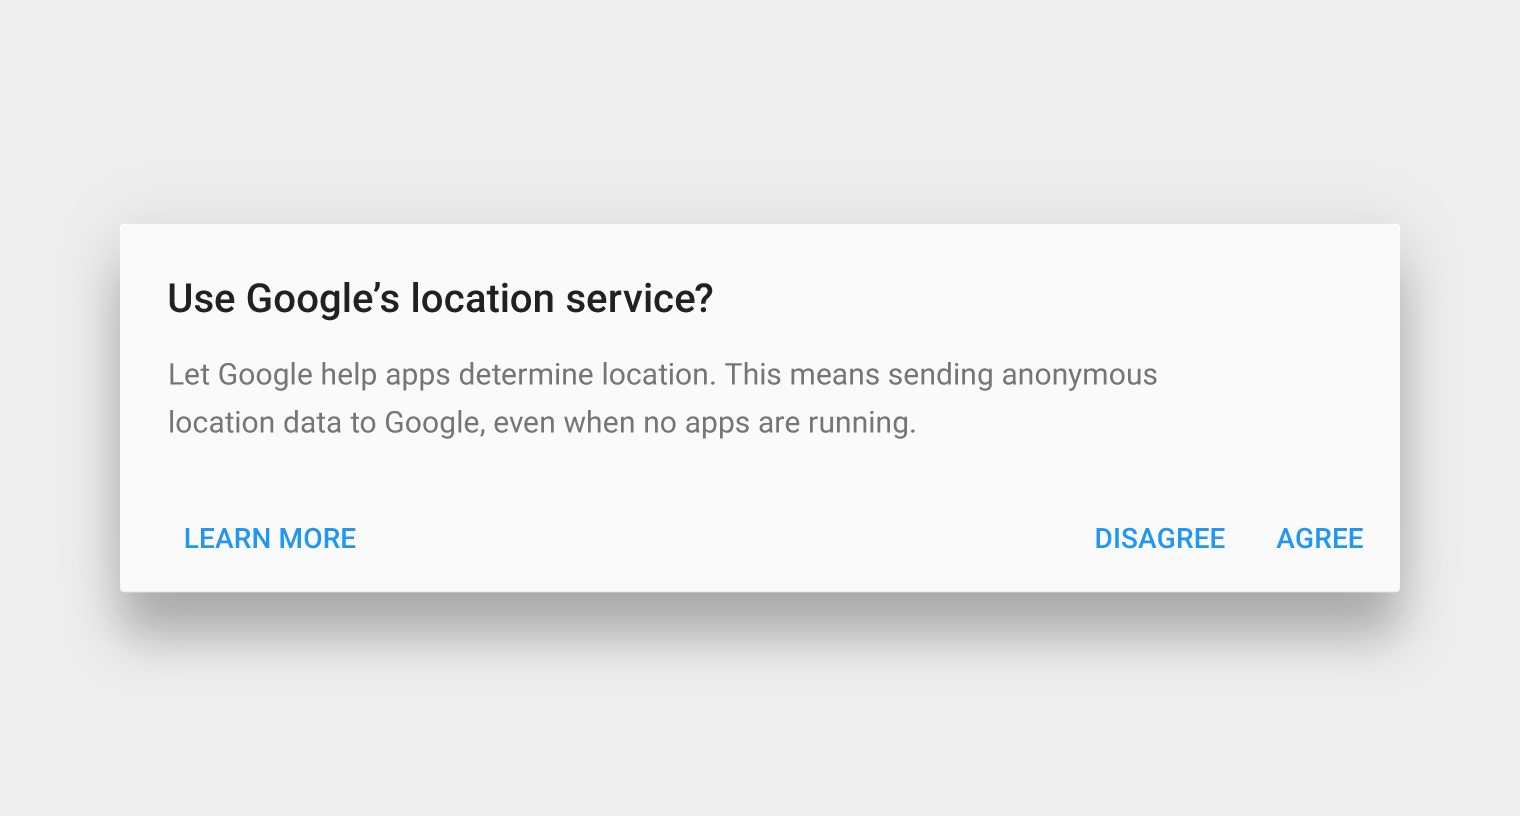 Use Google’s location service?
Let Google help apps determine location. This means sending anonymous
location data to Google, even when no apps are running.
LEARN MORE DISAGREE AGREE